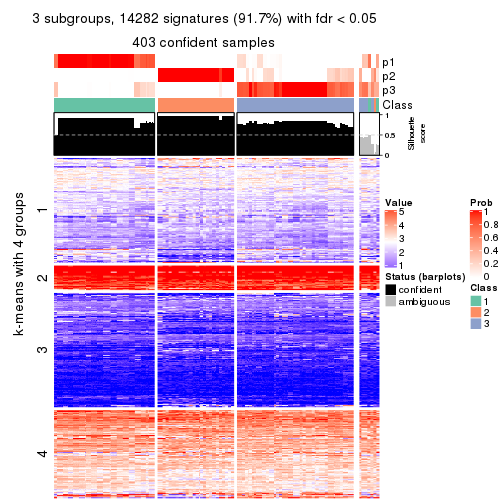 3 subgroups, 14282 signatures (91.7%) with fdr < 0.05
403 confident samples
p1
p2
p3
Class
1
0.5
0
Silhouette
score
k-means with 4 groups
1
2
3
4
Value
5
4
3
2
1
Status (barplots)
confident
ambiguous
Prob
1
0.8
0.6
0.4
0.2
0
Class
1
2
3